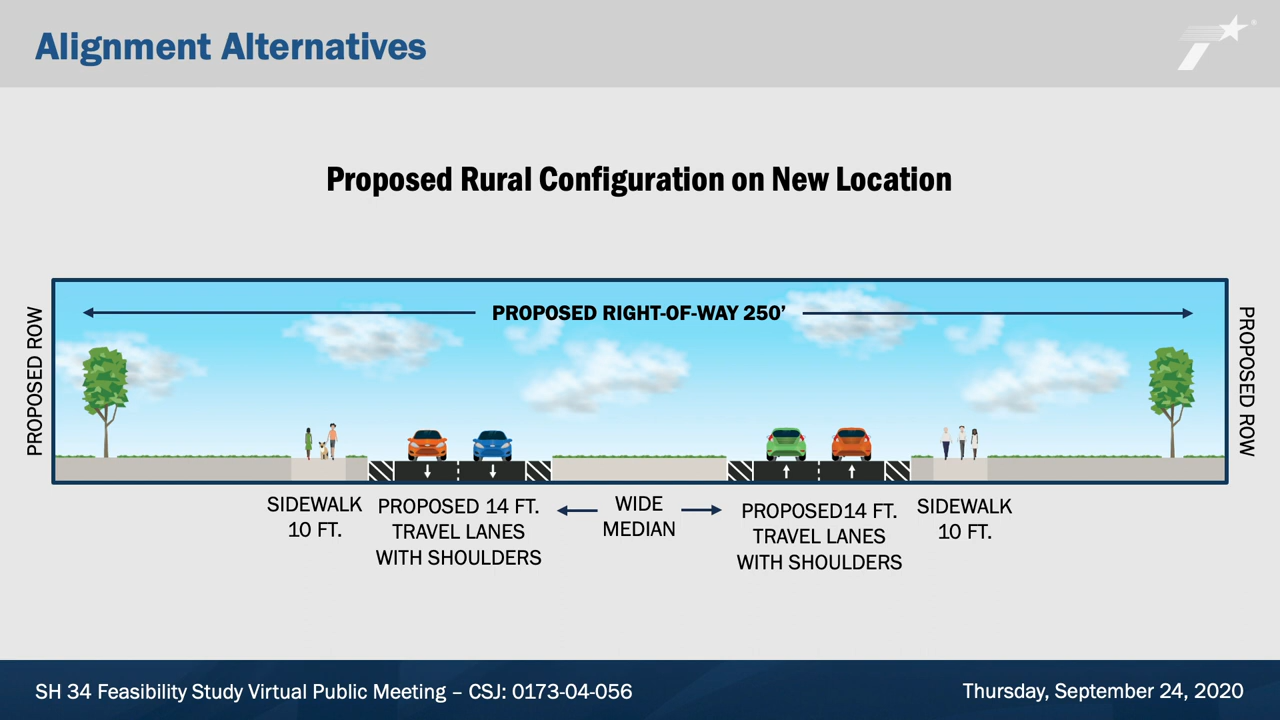 Alignment Alternatives
Proposed Rural Configuration on New Location
PROPOSED RIGHT-OF-WAY 250’
PROPOSED ROW
PROPOSED ROW
SIDEWALK
10 FT.
PROPOSED 14 FT.
TRAVEL LANES
WITH SHOULDERS
WIDE
MEDIAN
PROPOSED14 FT.
TRAVEL LANES
WITH SHOULDERS
SIDEWALK
10 FT.
SH 34 Feasibility Study Virtual Public Meeting – CSJ: 0173-04-056
Thursday, September 24, 2020